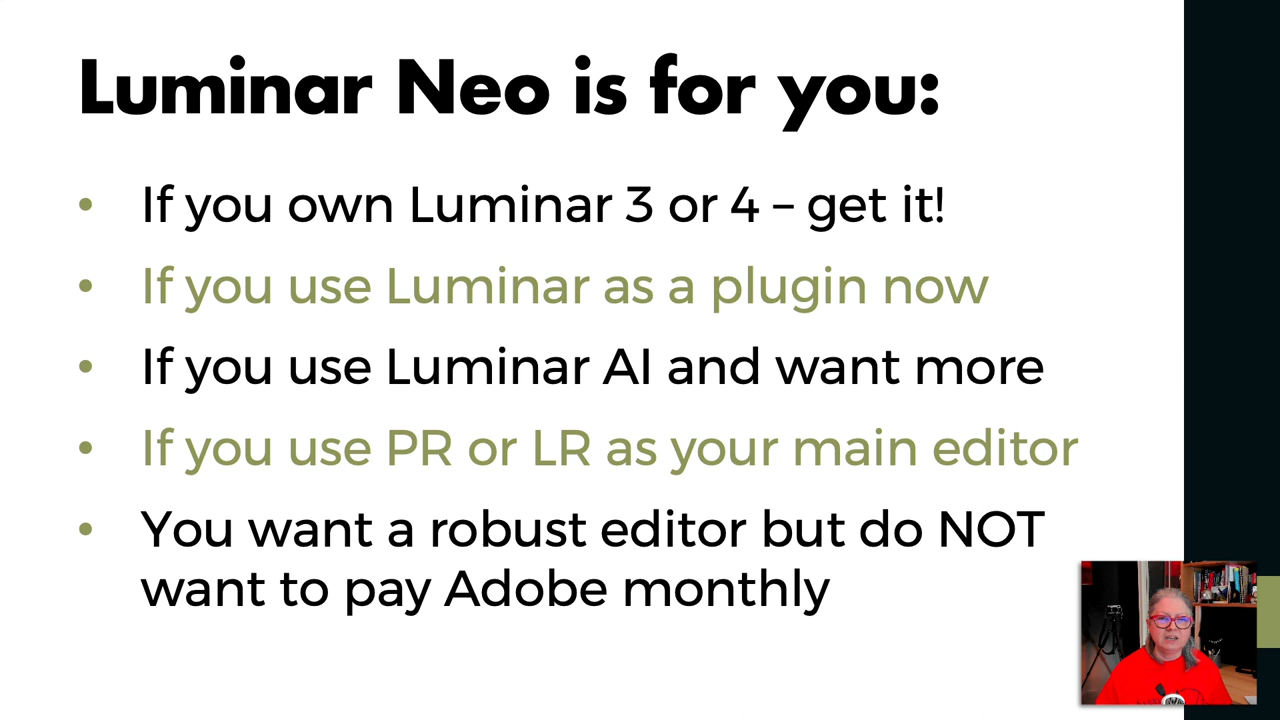 Luminar Neo is for you:
• If you own Luminar 3 or 4 – get it!
• If you use Luminar as a plugin now
• If you use Luminar AI and want more
• If you use PR or LR as your main editor
• You want a robust editor but do NOT
want to pay Adobe monthly